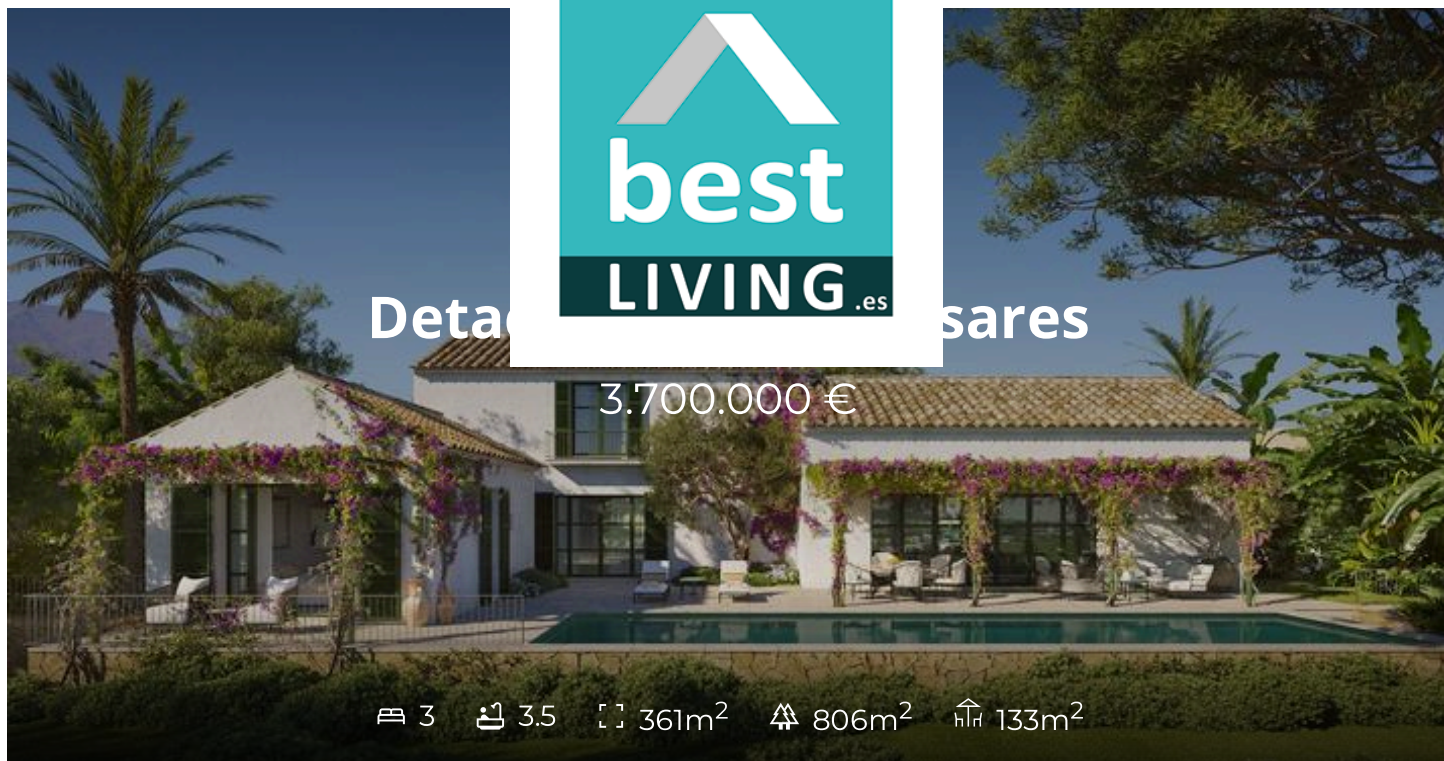 best
LIVING.es
Detac sares
3.700.000 €
3 3.5 361m² 806m² 133m²